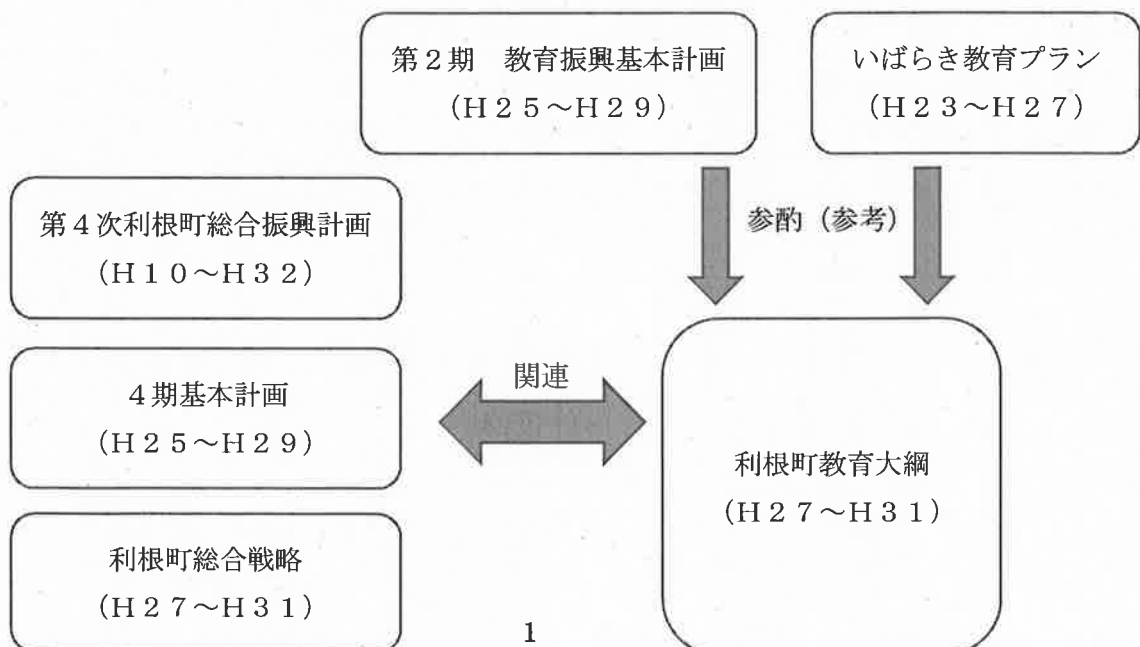 第２期　教育振興基本計画
（Ｈ２５～Ｈ２９）
いばらき教育プラン
（Ｈ２３～Ｈ２７）
参酌（参考）
第４次利根町総合振興計画
（Ｈ１０～Ｈ３２）
４期基本計画
（Ｈ２５～Ｈ２９）
利根町総合戦略
（Ｈ２７～Ｈ３１）
関連
利根町教育大綱
（Ｈ２７～Ｈ３１）
1